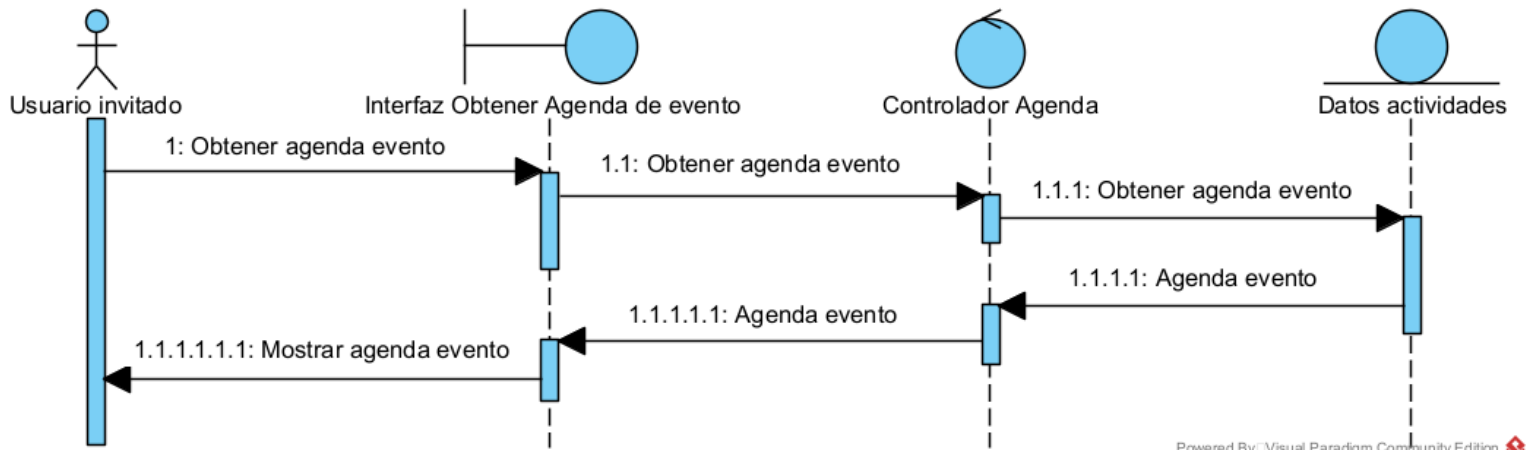 Usuario invitado
Interfaz Obtener Agenda de evento
Controlador Agenda
Datos actividades
1: Obtener agenda evento
1.1: Obtener agenda evento
1.1.1: Obtener agenda evento
1.1.1.1: Agenda evento
1.1.1.1.1: Agenda evento
1.1.1.1.1.1: Mostrar agenda evento
Powered By Visual Paradigm Community Edition